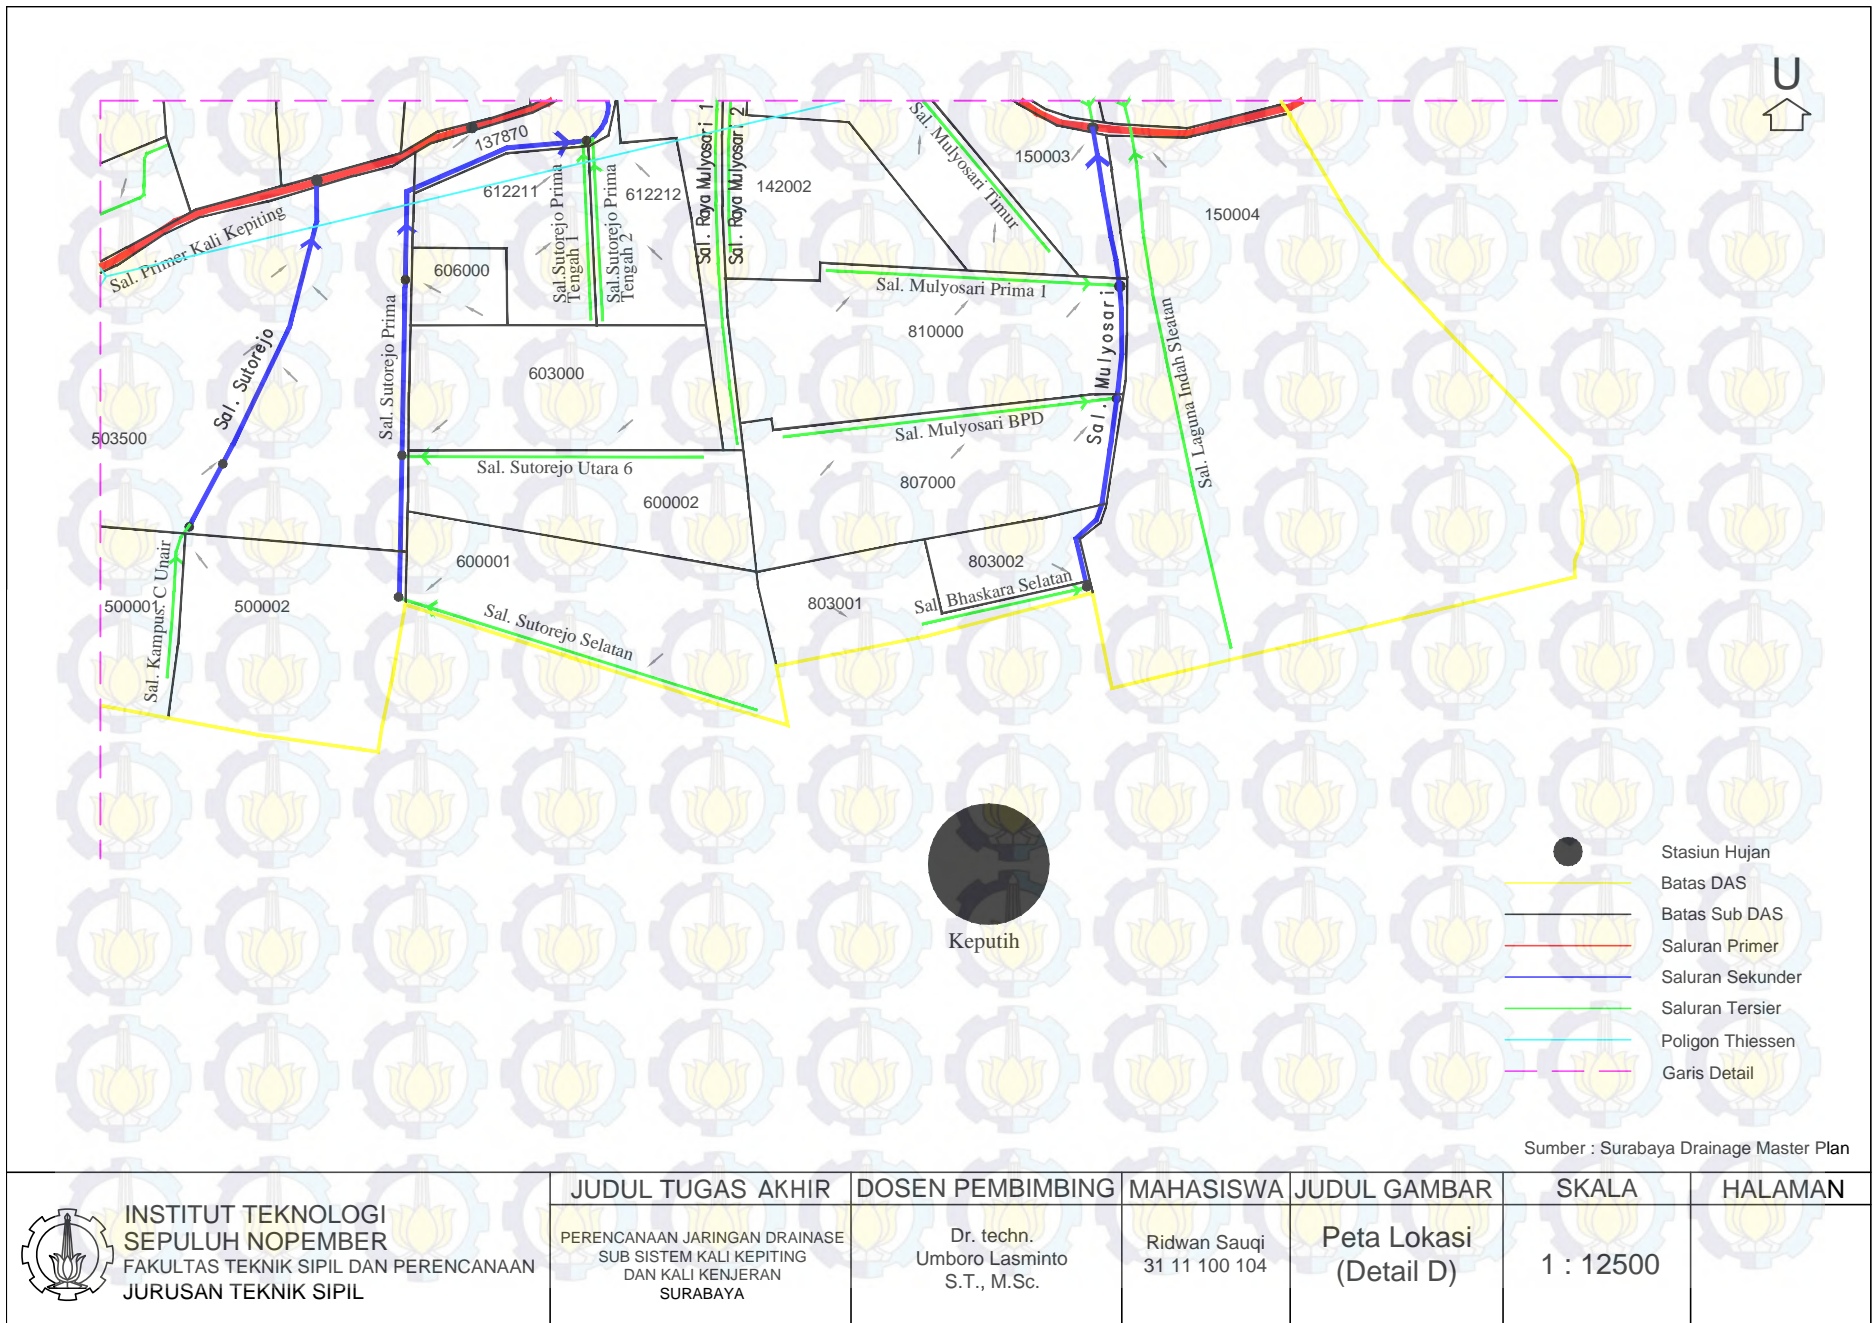 U
Sal. Raya Mulyosari 1
Sal. Raya Mulyosari 2
Sal. Mulyosari Timur
137870
150003
612211
612212
142002
150004
Sal. Primer Kali Kepiting
Sal.Sutorejo Prima
Tengah 1
Sal.Sutorejo Prima
Tengah 2
606000
Sal. Mulyosari Prima 1
810000
Sal. Sutorejo
Sal. Sutorejo Prima
603000
Sal. Mulyosari
Sal. Laguna Indah Sleatan
503500
Sal. Mulyosari BPD
Sal. Sutorejo Utara 6
807000
600002
600001
803002
Sal. Kampus. C Unair
500001
500002
803001
Sal. Bhaskara Selatan
Sal. Sutorejo Selatan
Keputih
Stasiun Hujan
Batas DAS
Batas Sub DAS
Saluran Primer
Saluran Sekunder
Saluran Tersier
Poligon Thiessen
Garis Detail
Sumber : Surabaya Drainage Master Plan
INSTITUT TEKNOLOGI
SEPULUH NOPEMBER
FAKULTAS TEKNIK SIPIL DAN PERENCANAAN
JURUSAN TEKNIK SIPIL
JUDUL TUGAS AKHIR
PERENCANAAN JARINGAN DRAINASE
SUB SISTEM KALI KEPITING
DAN KALI KENJERAN
SURABAYA
DOSEN PEMBIMBING
Dr. techn.
Umboro Lasminto
S.T., M.Sc.
MAHASISWA
Ridwan Sauqi
31 11 100 104
JUDUL GAMBAR
Peta Lokasi
(Detail D)
SKALA
1 : 12500
HALAMAN